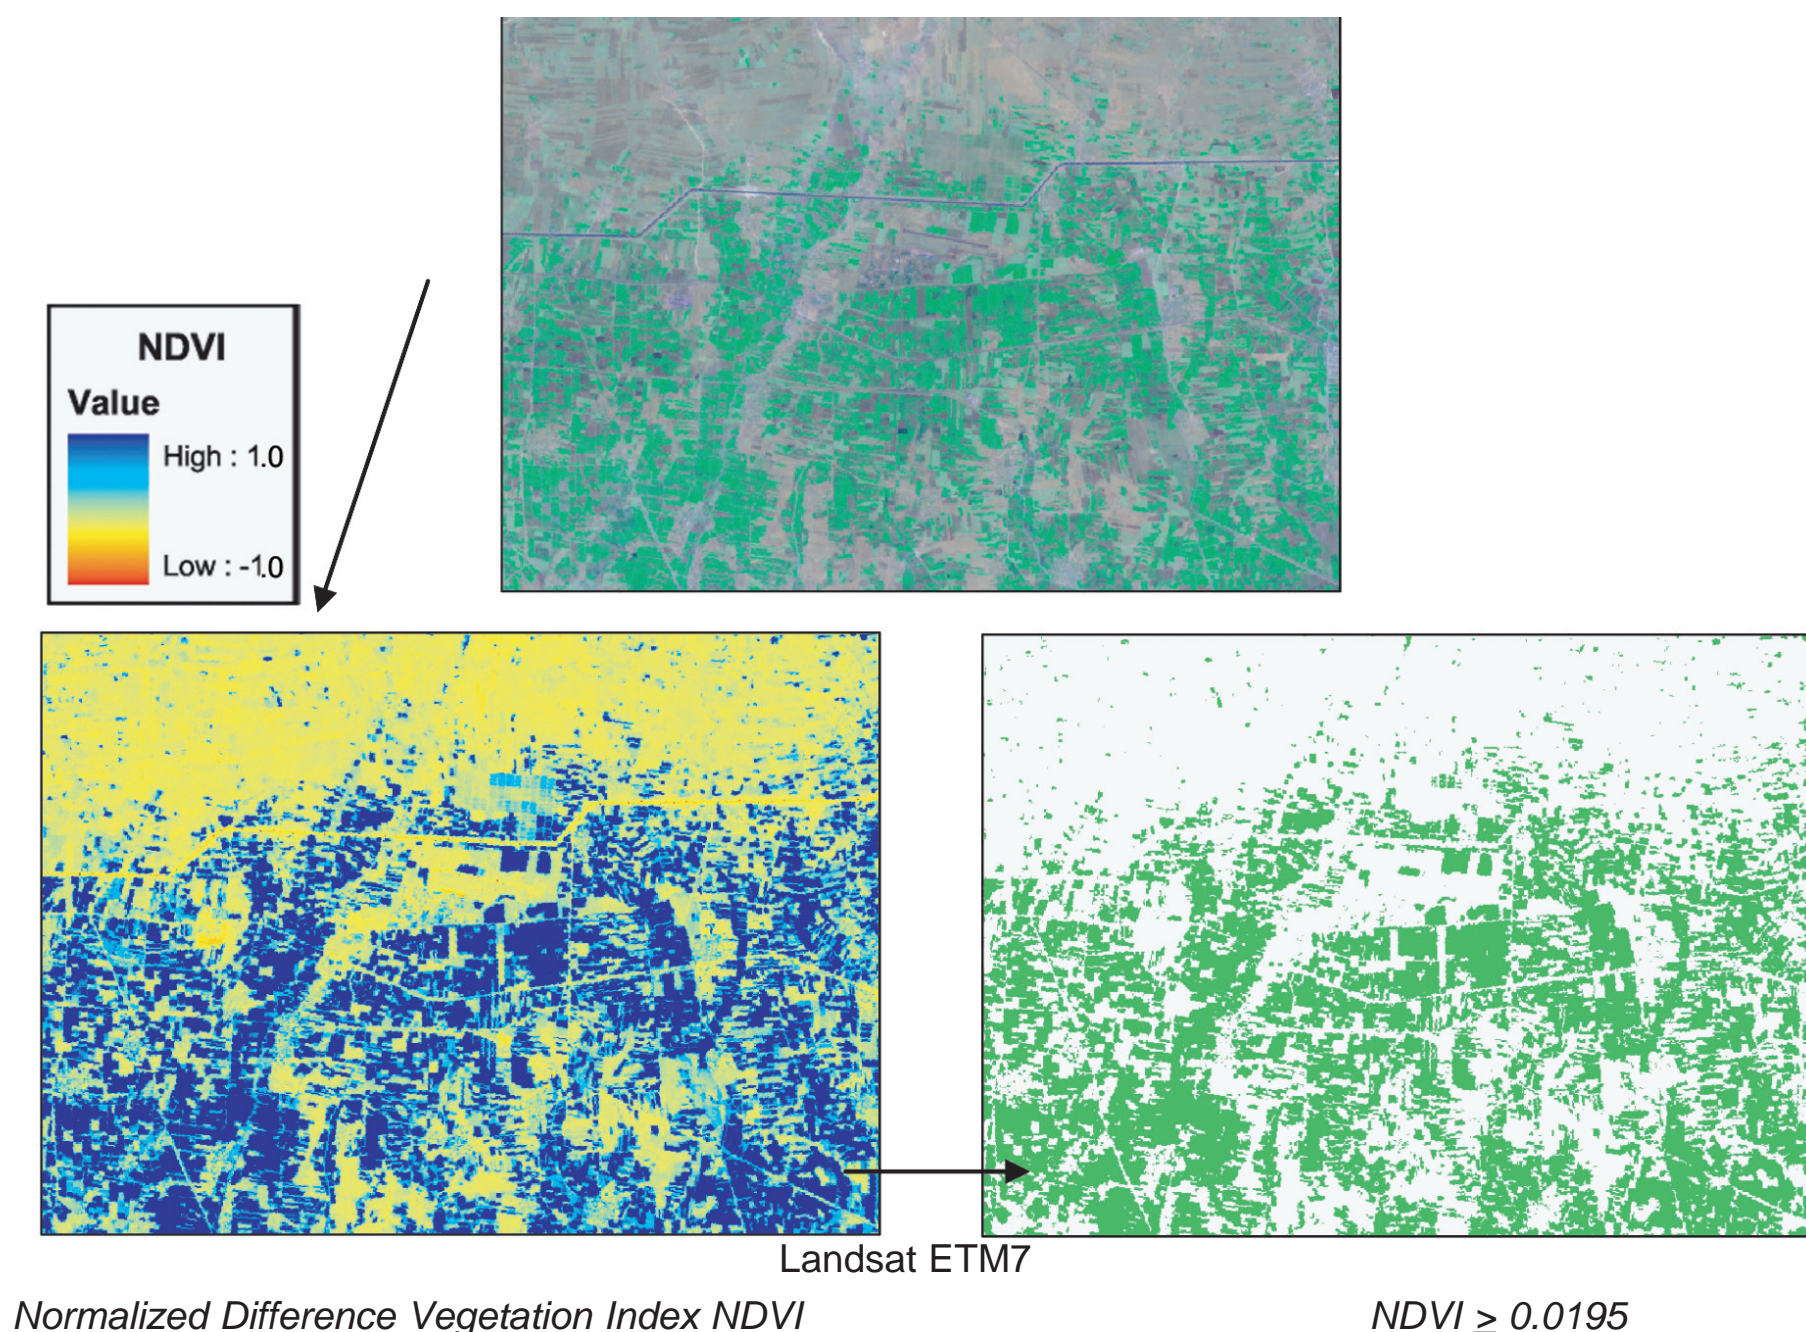 NDVI
Value
High : 1.0
Low : -1.0
Landsat ETM7
Normalized Difference Vegetation Index NDVI
NDVI ≥ 0.0195